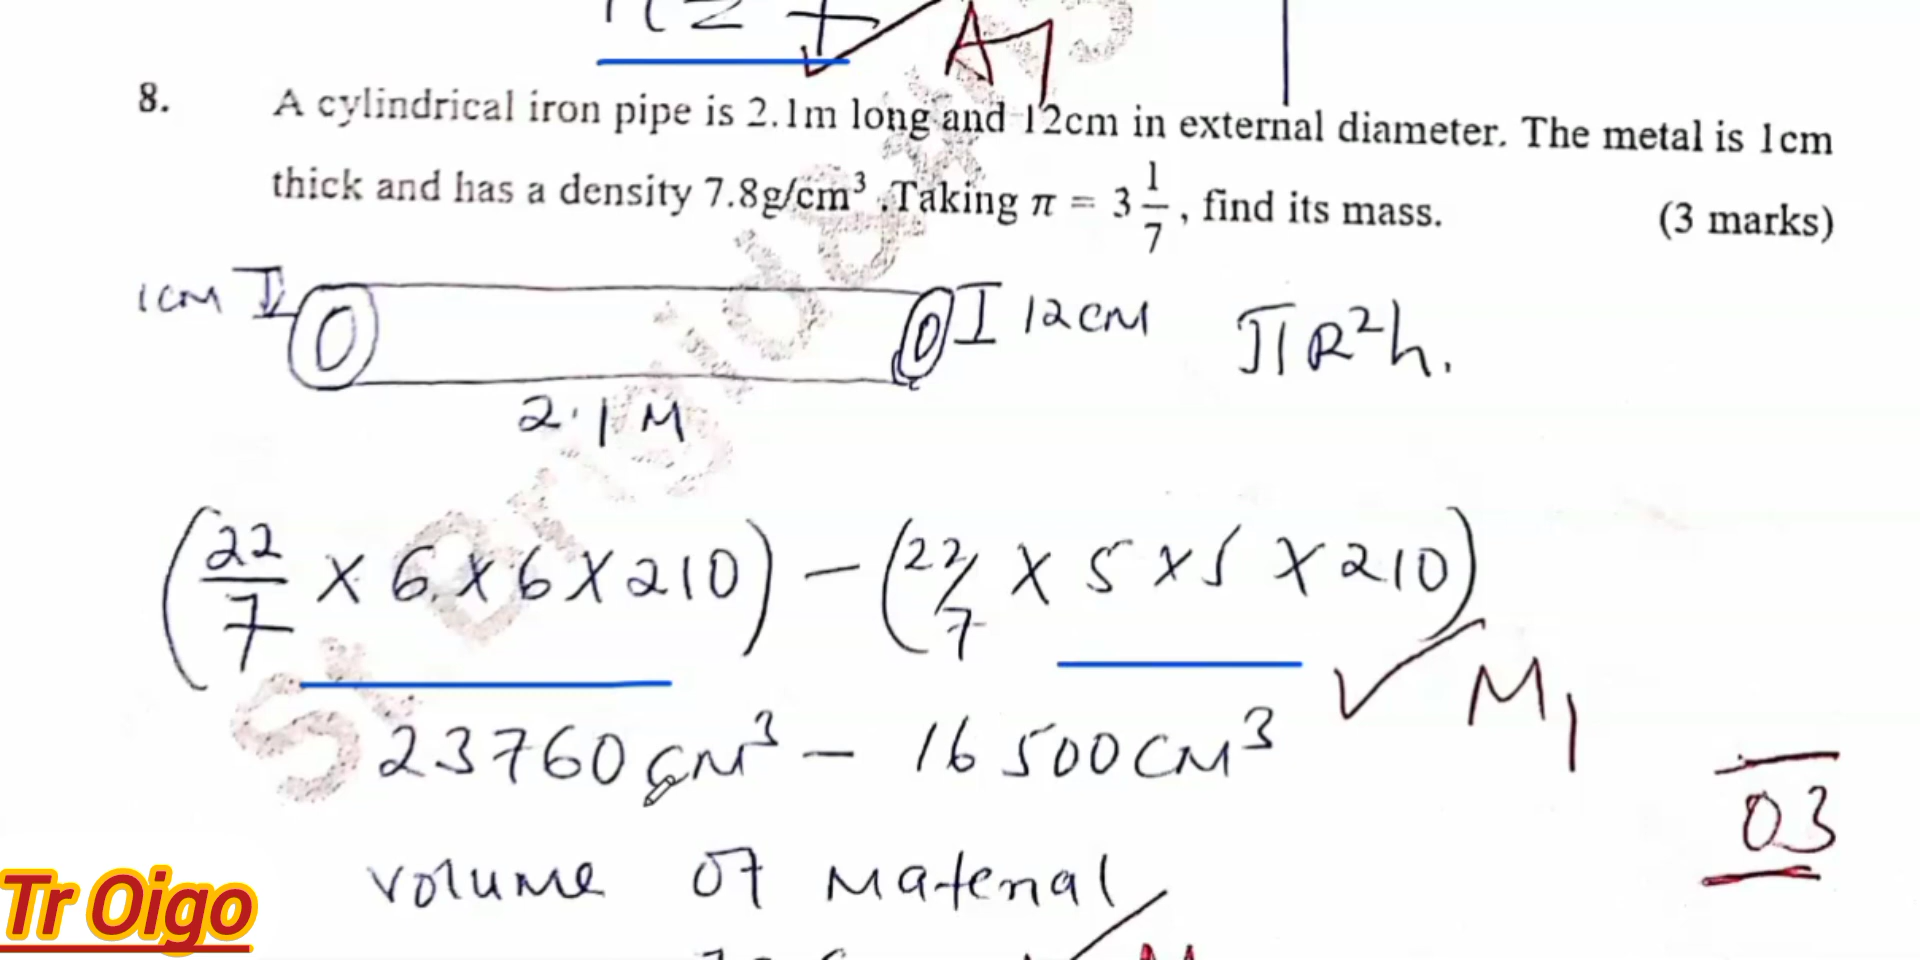 8. A cylindrical iron pipe is 2.1m long and 12cm in external diameter. The metal is 1cm
thick and has a density 7.8g/cm³. Taking π = 3 1/7, find its mass. (3 marks)
1cm 12cm πR²h.
2.1M
(22/7 × 6 × 6 × 210) − (22/7 × 5 × 5 × 210)
M1
23760cm³ − 16500cm³
03
volume of material
Tr Oigo